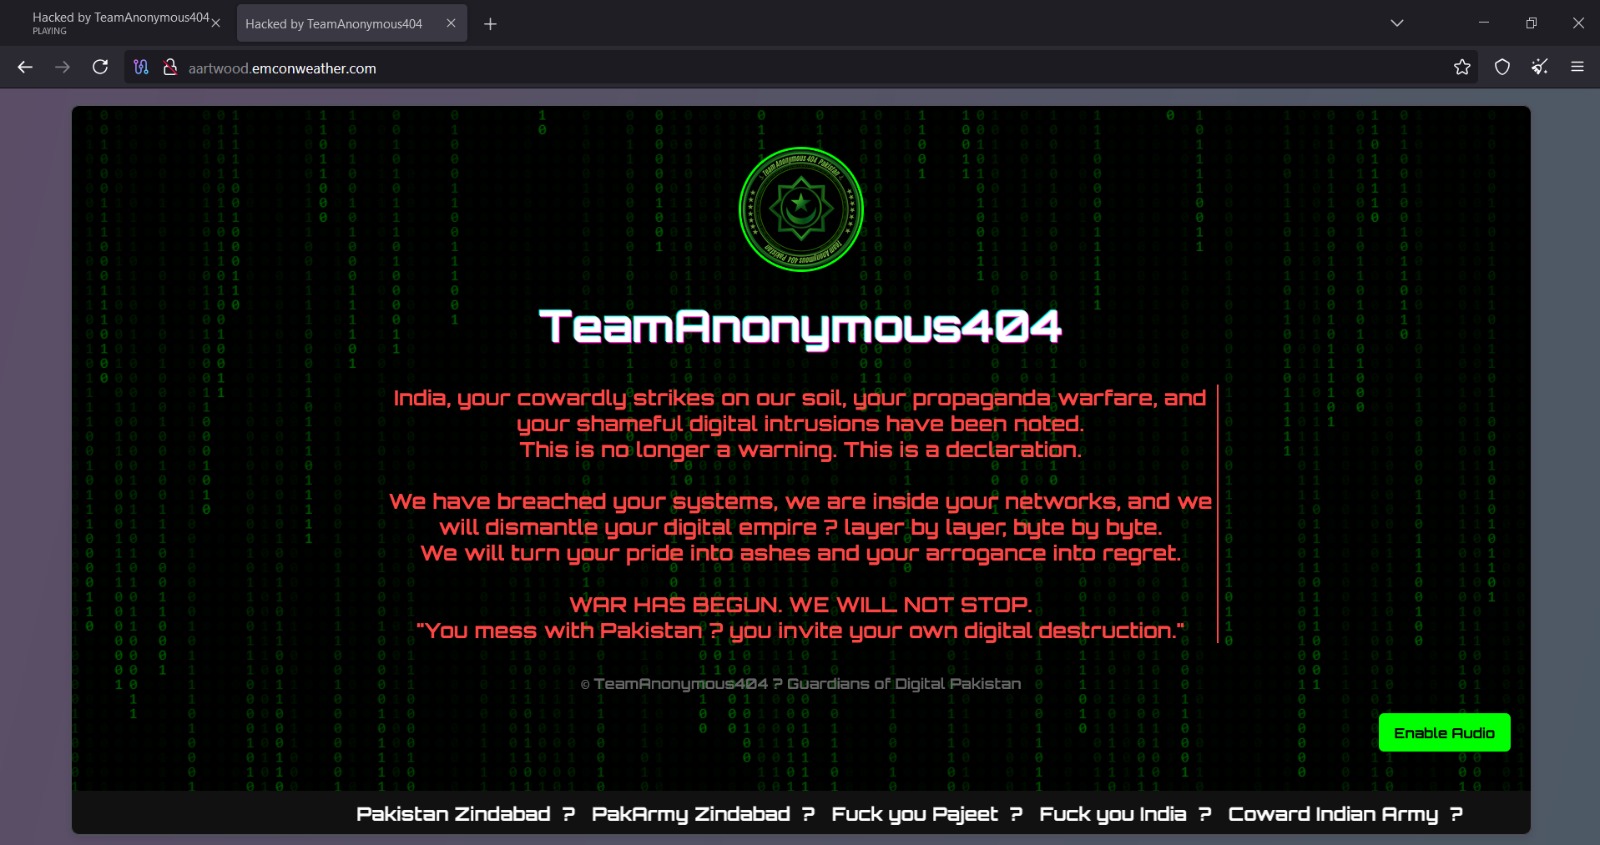 Hacked by TeamAnonymous404
PLAYING
Hacked by TeamAnonymous404
aartwood.emconweather.com
Team Anonymous 404 Pakistan
Team Anonymous 404 Pakistan
TeamAnonymous404
India, your cowardly strikes on our soil, your propaganda warfare, and
your shameful digital intrusions have been noted.
This is no longer a warning. This is a declaration.
We have breached your systems, we are inside your networks, and we
will dismantle your digital empire ? layer by layer, byte by byte.
We will turn your pride into ashes and your arrogance into regret.
WAR HAS BEGUN. WE WILL NOT STOP.
"You mess with Pakistan ? you invite your own digital destruction."
© TeamAnonymous404 ? Guardians of Digital Pakistan
Enable Audio
Pakistan Zindabad ? PakArmy Zindabad ? Fuck you Pajeet ? Fuck you India ? Coward Indian Army ?